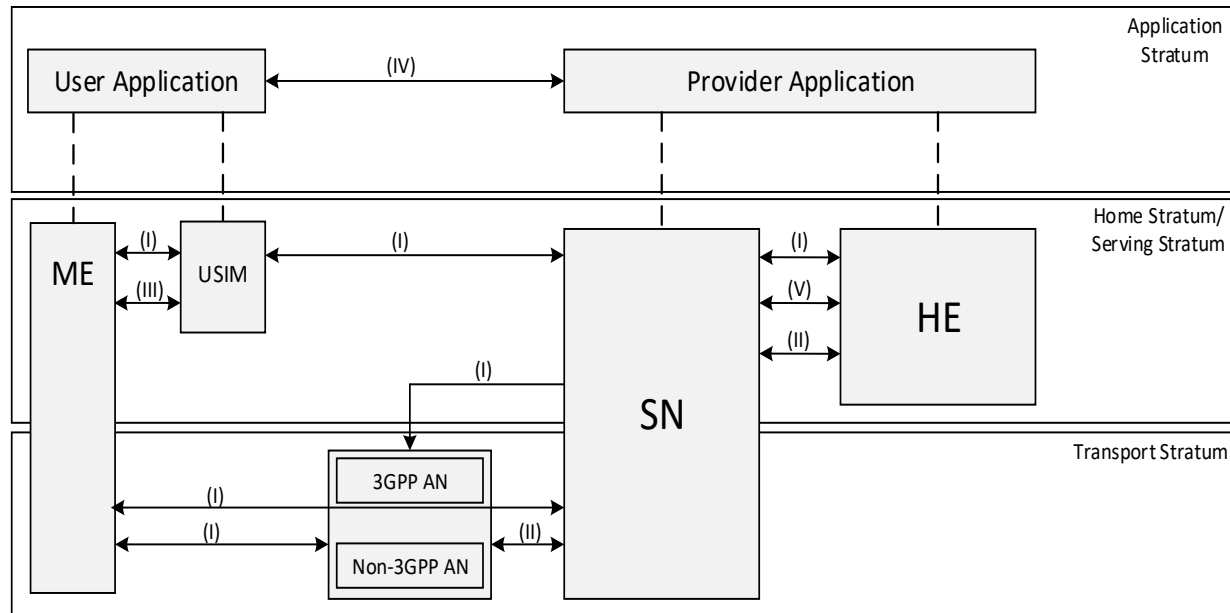 Application
Stratum
User Application
(IV)
Provider Application
Home Stratum/
Serving Stratum
ME
(I)
(III)
USIM
(I)
(I)
(V)
(II)
HE
(I)
SN
Transport Stratum
3GPP AN
(I)
(I)
(II)
Non-3GPP AN